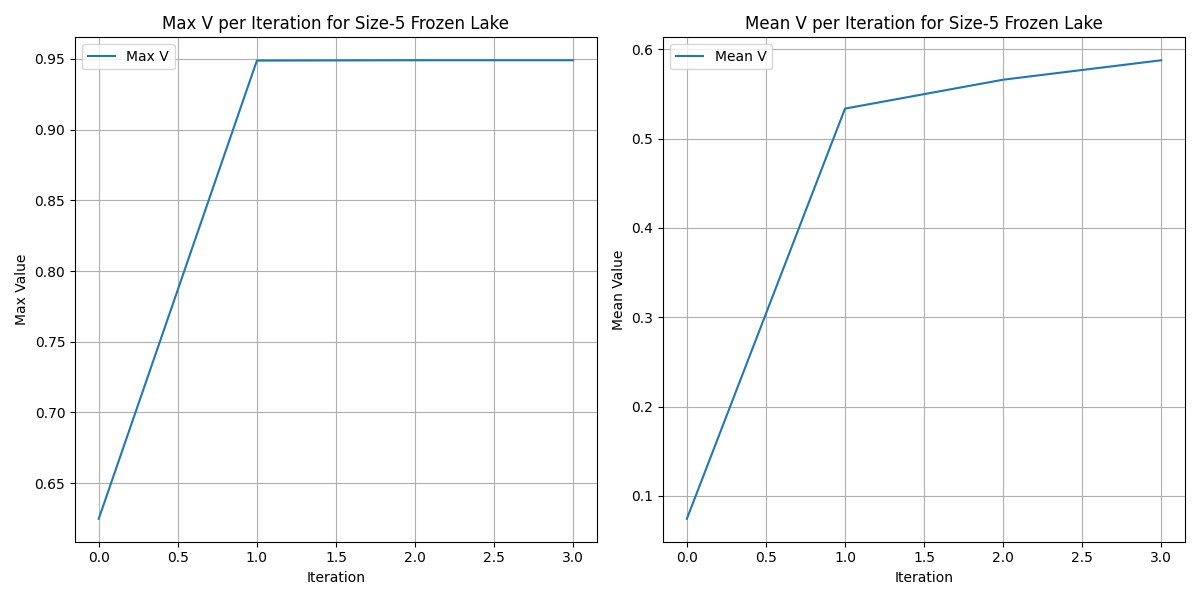 Max V per Iteration for Size-5 Frozen Lake
Max V
Max Value
0.95
0.90
0.85
0.80
0.75
0.70
0.65
0.0 0.5 1.0 1.5 2.0 2.5 3.0
Iteration
Mean V per Iteration for Size-5 Frozen Lake
Mean V
Mean Value
0.6
0.5
0.4
0.3
0.2
0.1
0.0 0.5 1.0 1.5 2.0 2.5 3.0
Iteration